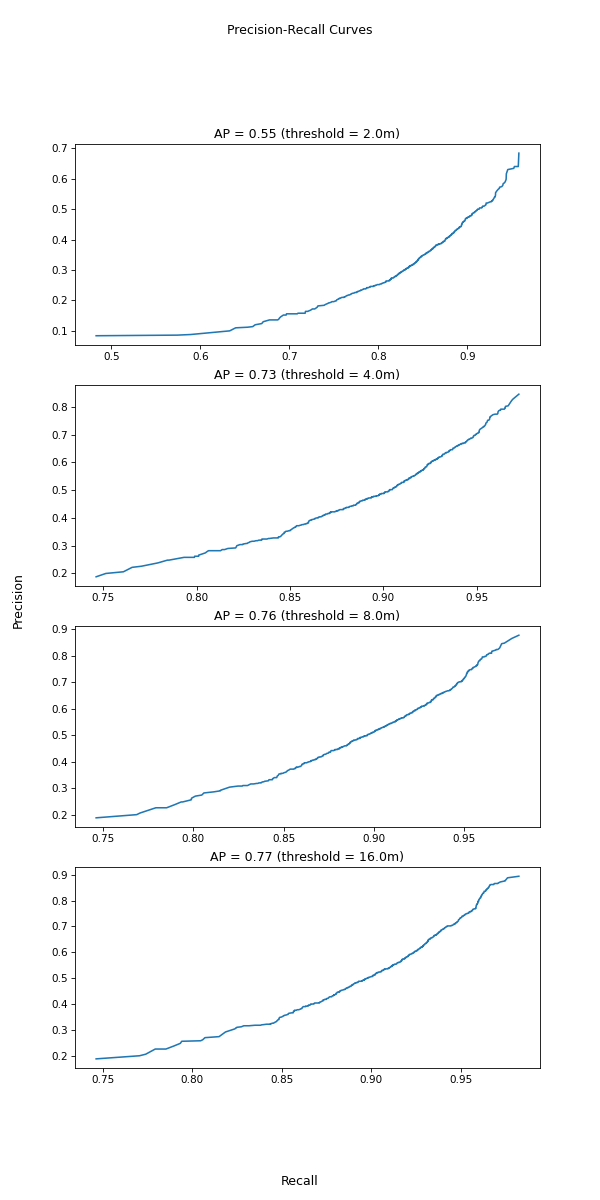 Precision-Recall Curves
AP = 0.55 (threshold = 2.0m)
0.7
0.6
0.5
0.4
0.3
0.2
0.1
0.5 0.6 0.7 0.8 0.9
AP = 0.73 (threshold = 4.0m)
0.8
0.7
0.6
0.5
0.4
0.3
0.2
0.75 0.80 0.85 0.90 0.95
Precision
AP = 0.76 (threshold = 8.0m)
0.9
0.8
0.7
0.6
0.5
0.4
0.3
0.2
0.75 0.80 0.85 0.90 0.95
AP = 0.77 (threshold = 16.0m)
0.9
0.8
0.7
0.6
0.5
0.4
0.3
0.2
0.75 0.80 0.85 0.90 0.95
Recall